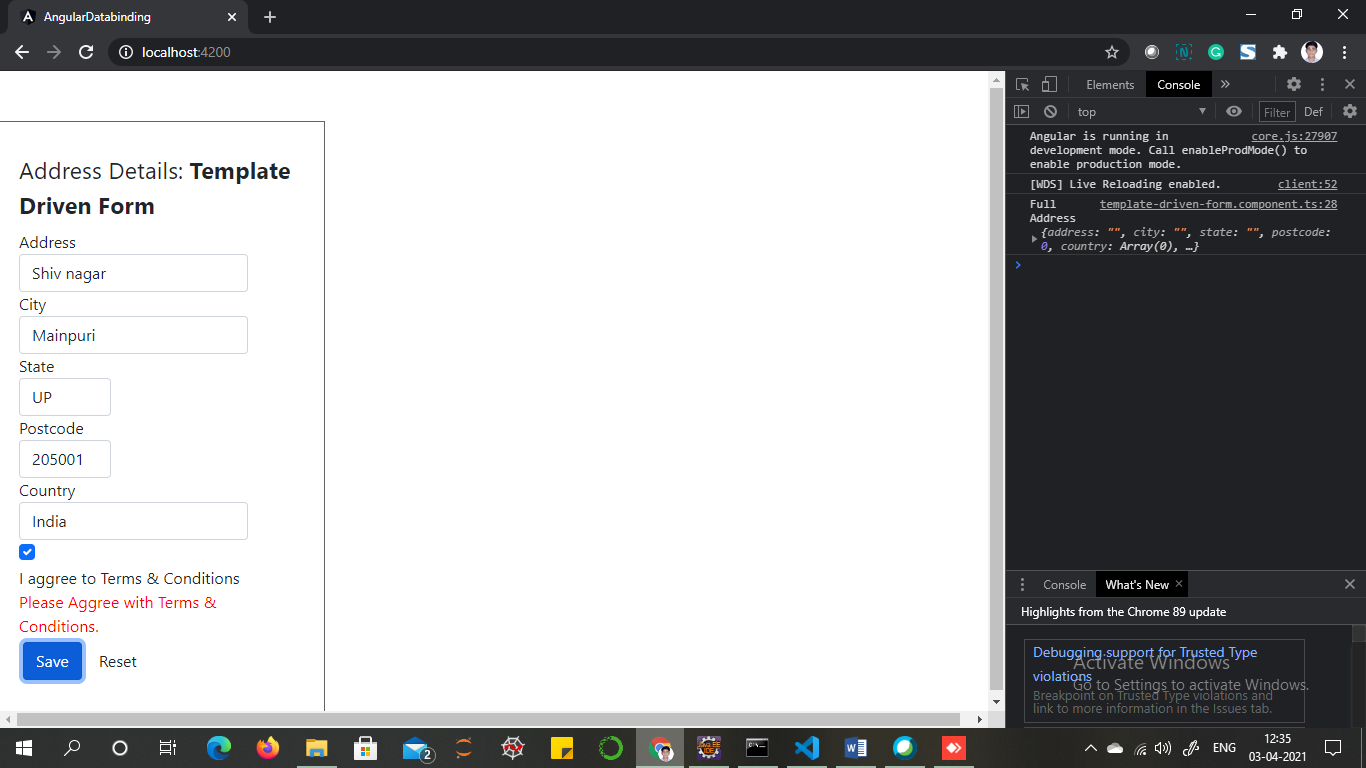 AngularDatabinding
localhost:4200
Address Details: Template
Driven Form
Address
Shiv nagar
City
Mainpuri
State
UP
Postcode
205001
Country
India
I aggree to Terms & Conditions
Please Aggree with Terms &
Conditions.
Save Reset
Elements Console
top Filter Def
Angular is running in core.js:27907
development mode. Call enableProdMode() to
enable production mode.
[WDS] Live Reloading enabled. client:52
Full template-driven-form.component.ts:28
Address
{address: "", city: "", state: "", postcode:
0, country: Array(0), …}
Console What's New
Highlights from the Chrome 89 update
Debugging support for Trusted Type
violations
Breakpoint on Trusted Type violations and
link to more information in the Issues tab.
Activate Windows
Go to Settings to activate Windows.
2
ENG
12:35
03-04-2021